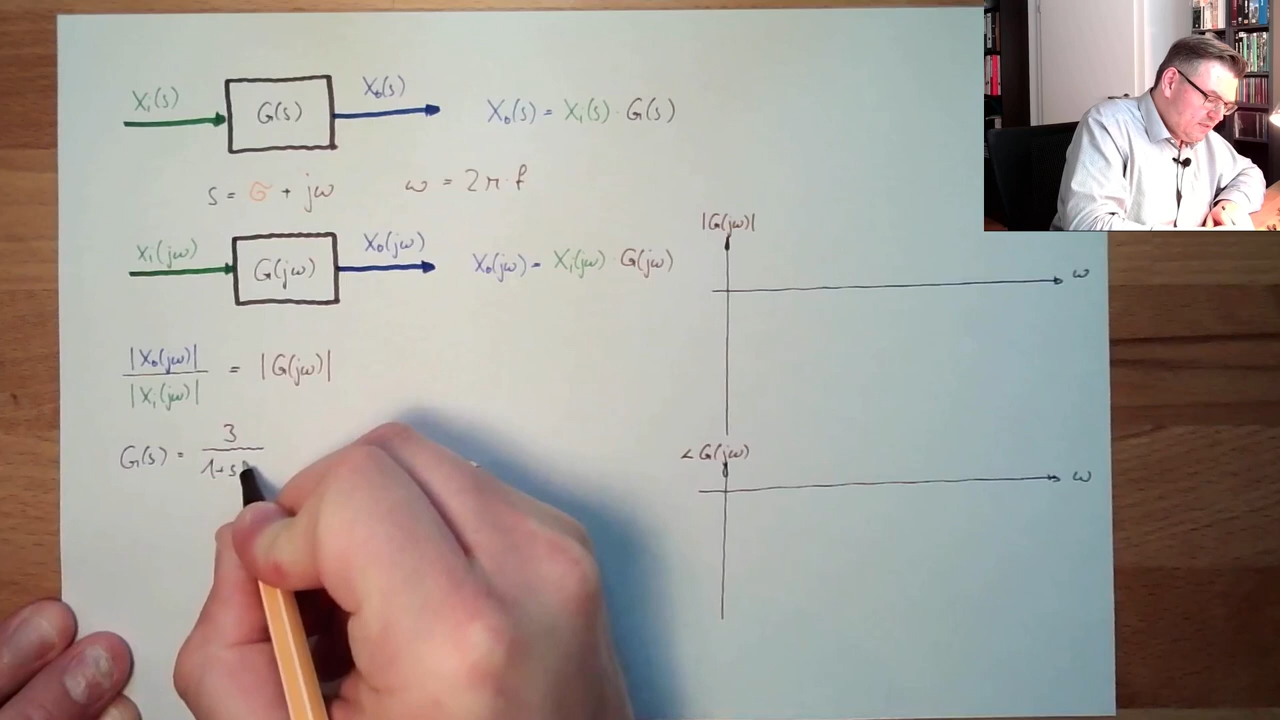 Xi(s) G(s) Xo(s) Xo(s) = Xi(s) · G(s)
s = σ + jω ω = 2π · f
Xi(jω) G(jω) Xo(jω) Xo(jω) = Xi(jω) · G(jω)
|G(jω)|
ω
|Xo(jω)| / |Xi(jω)| = |G(jω)|
G(s) = 3 / 1+s
∠ G(jω)
ω